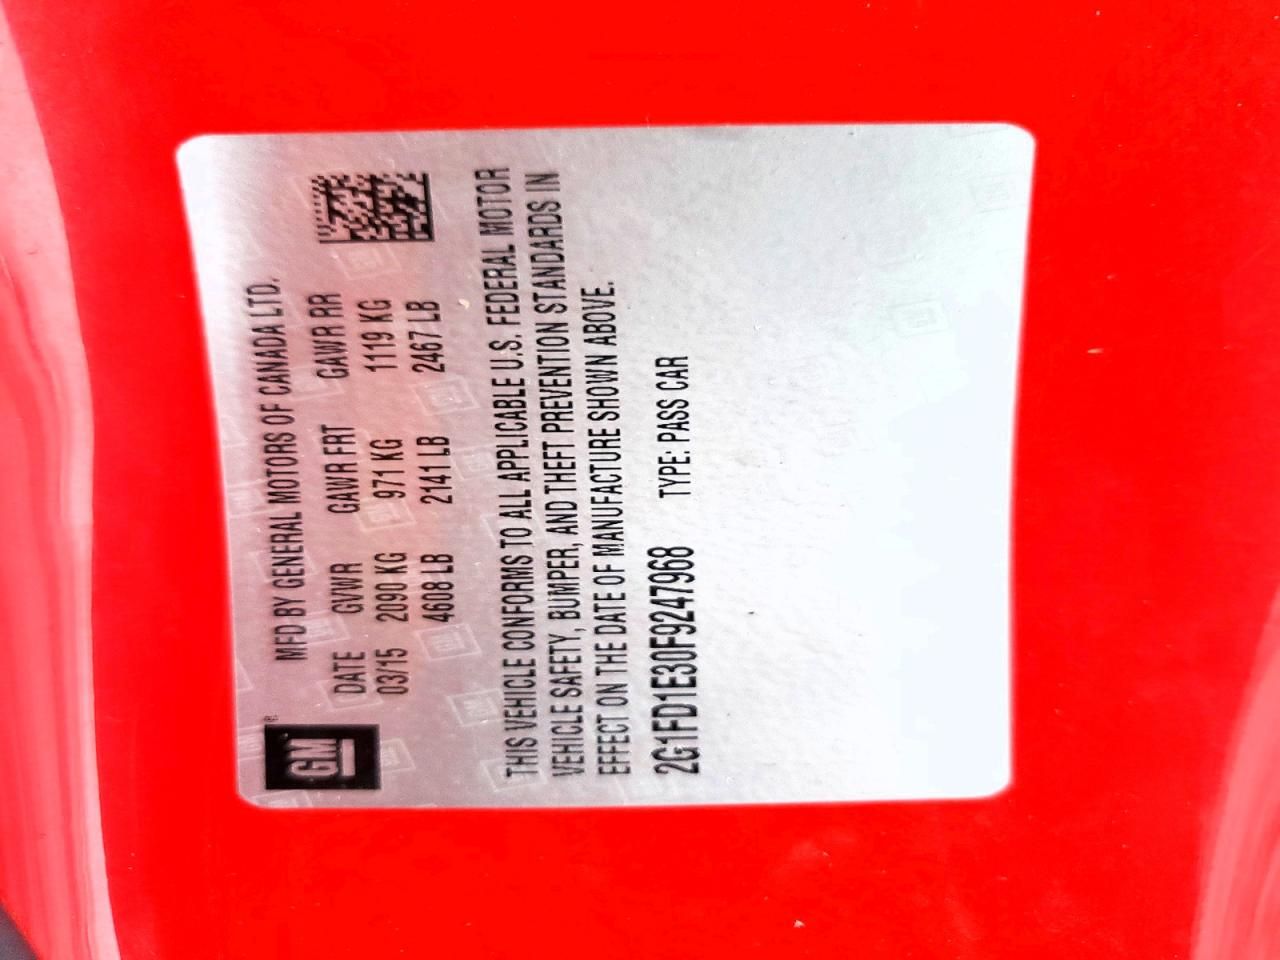 GM ®
MFD BY GENERAL MOTORS OF CANADA LTD.
DATE GVWR GAWR FRT GAWR RR
03/15 2090 KG 971 KG 1119 KG
4608 LB 2141 LB 2467 LB
THIS VEHICLE CONFORMS TO ALL APPLICABLE U.S. FEDERAL MOTOR
VEHICLE SAFETY, BUMPER, AND THEFT PREVENTION STANDARDS IN
EFFECT ON THE DATE OF MANUFACTURE SHOWN ABOVE.
2G1FD1E30F9247968 TYPE: PASS CAR